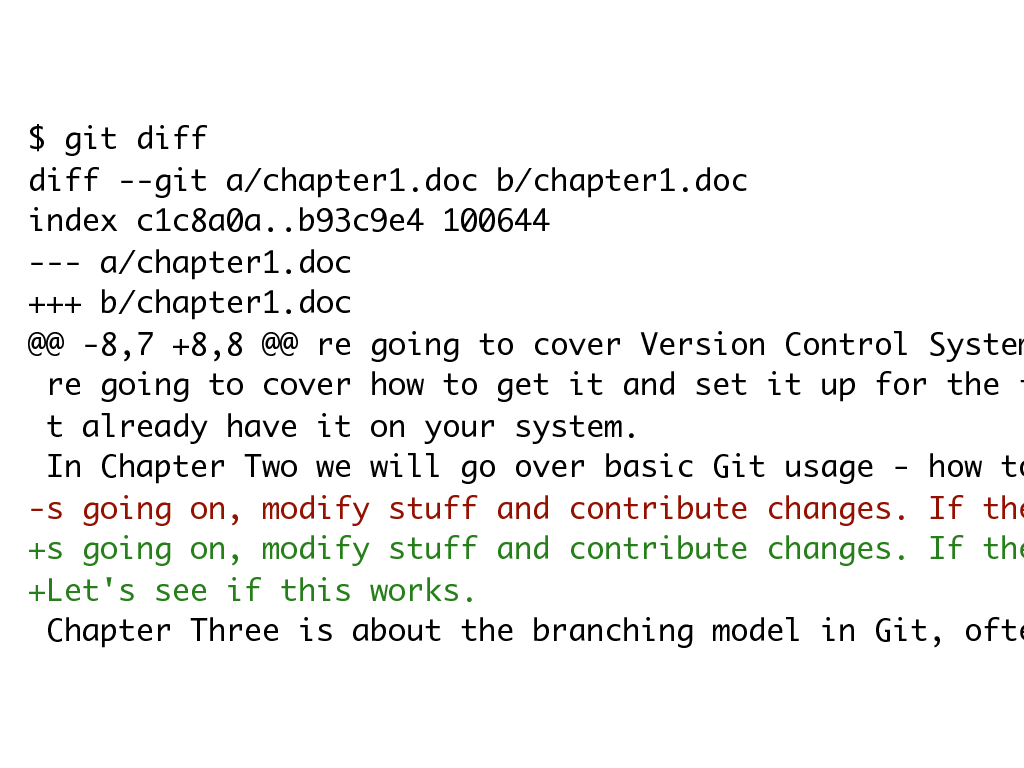 $ git diff
diff --git a/chapter1.doc b/chapter1.doc
index c1c8a0a..b93c9e4 100644
--- a/chapter1.doc
+++ b/chapter1.doc
@@ -8,7 +8,8 @@ re going to cover Version Control System
 re going to cover how to get it and set it up for the
 t already have it on your system.
 In Chapter Two we will go over basic Git usage - how to
-s going on, modify stuff and contribute changes. If the
+s going on, modify stuff and contribute changes. If the
+Let's see if this works.
 Chapter Three is about the branching model in Git, ofte